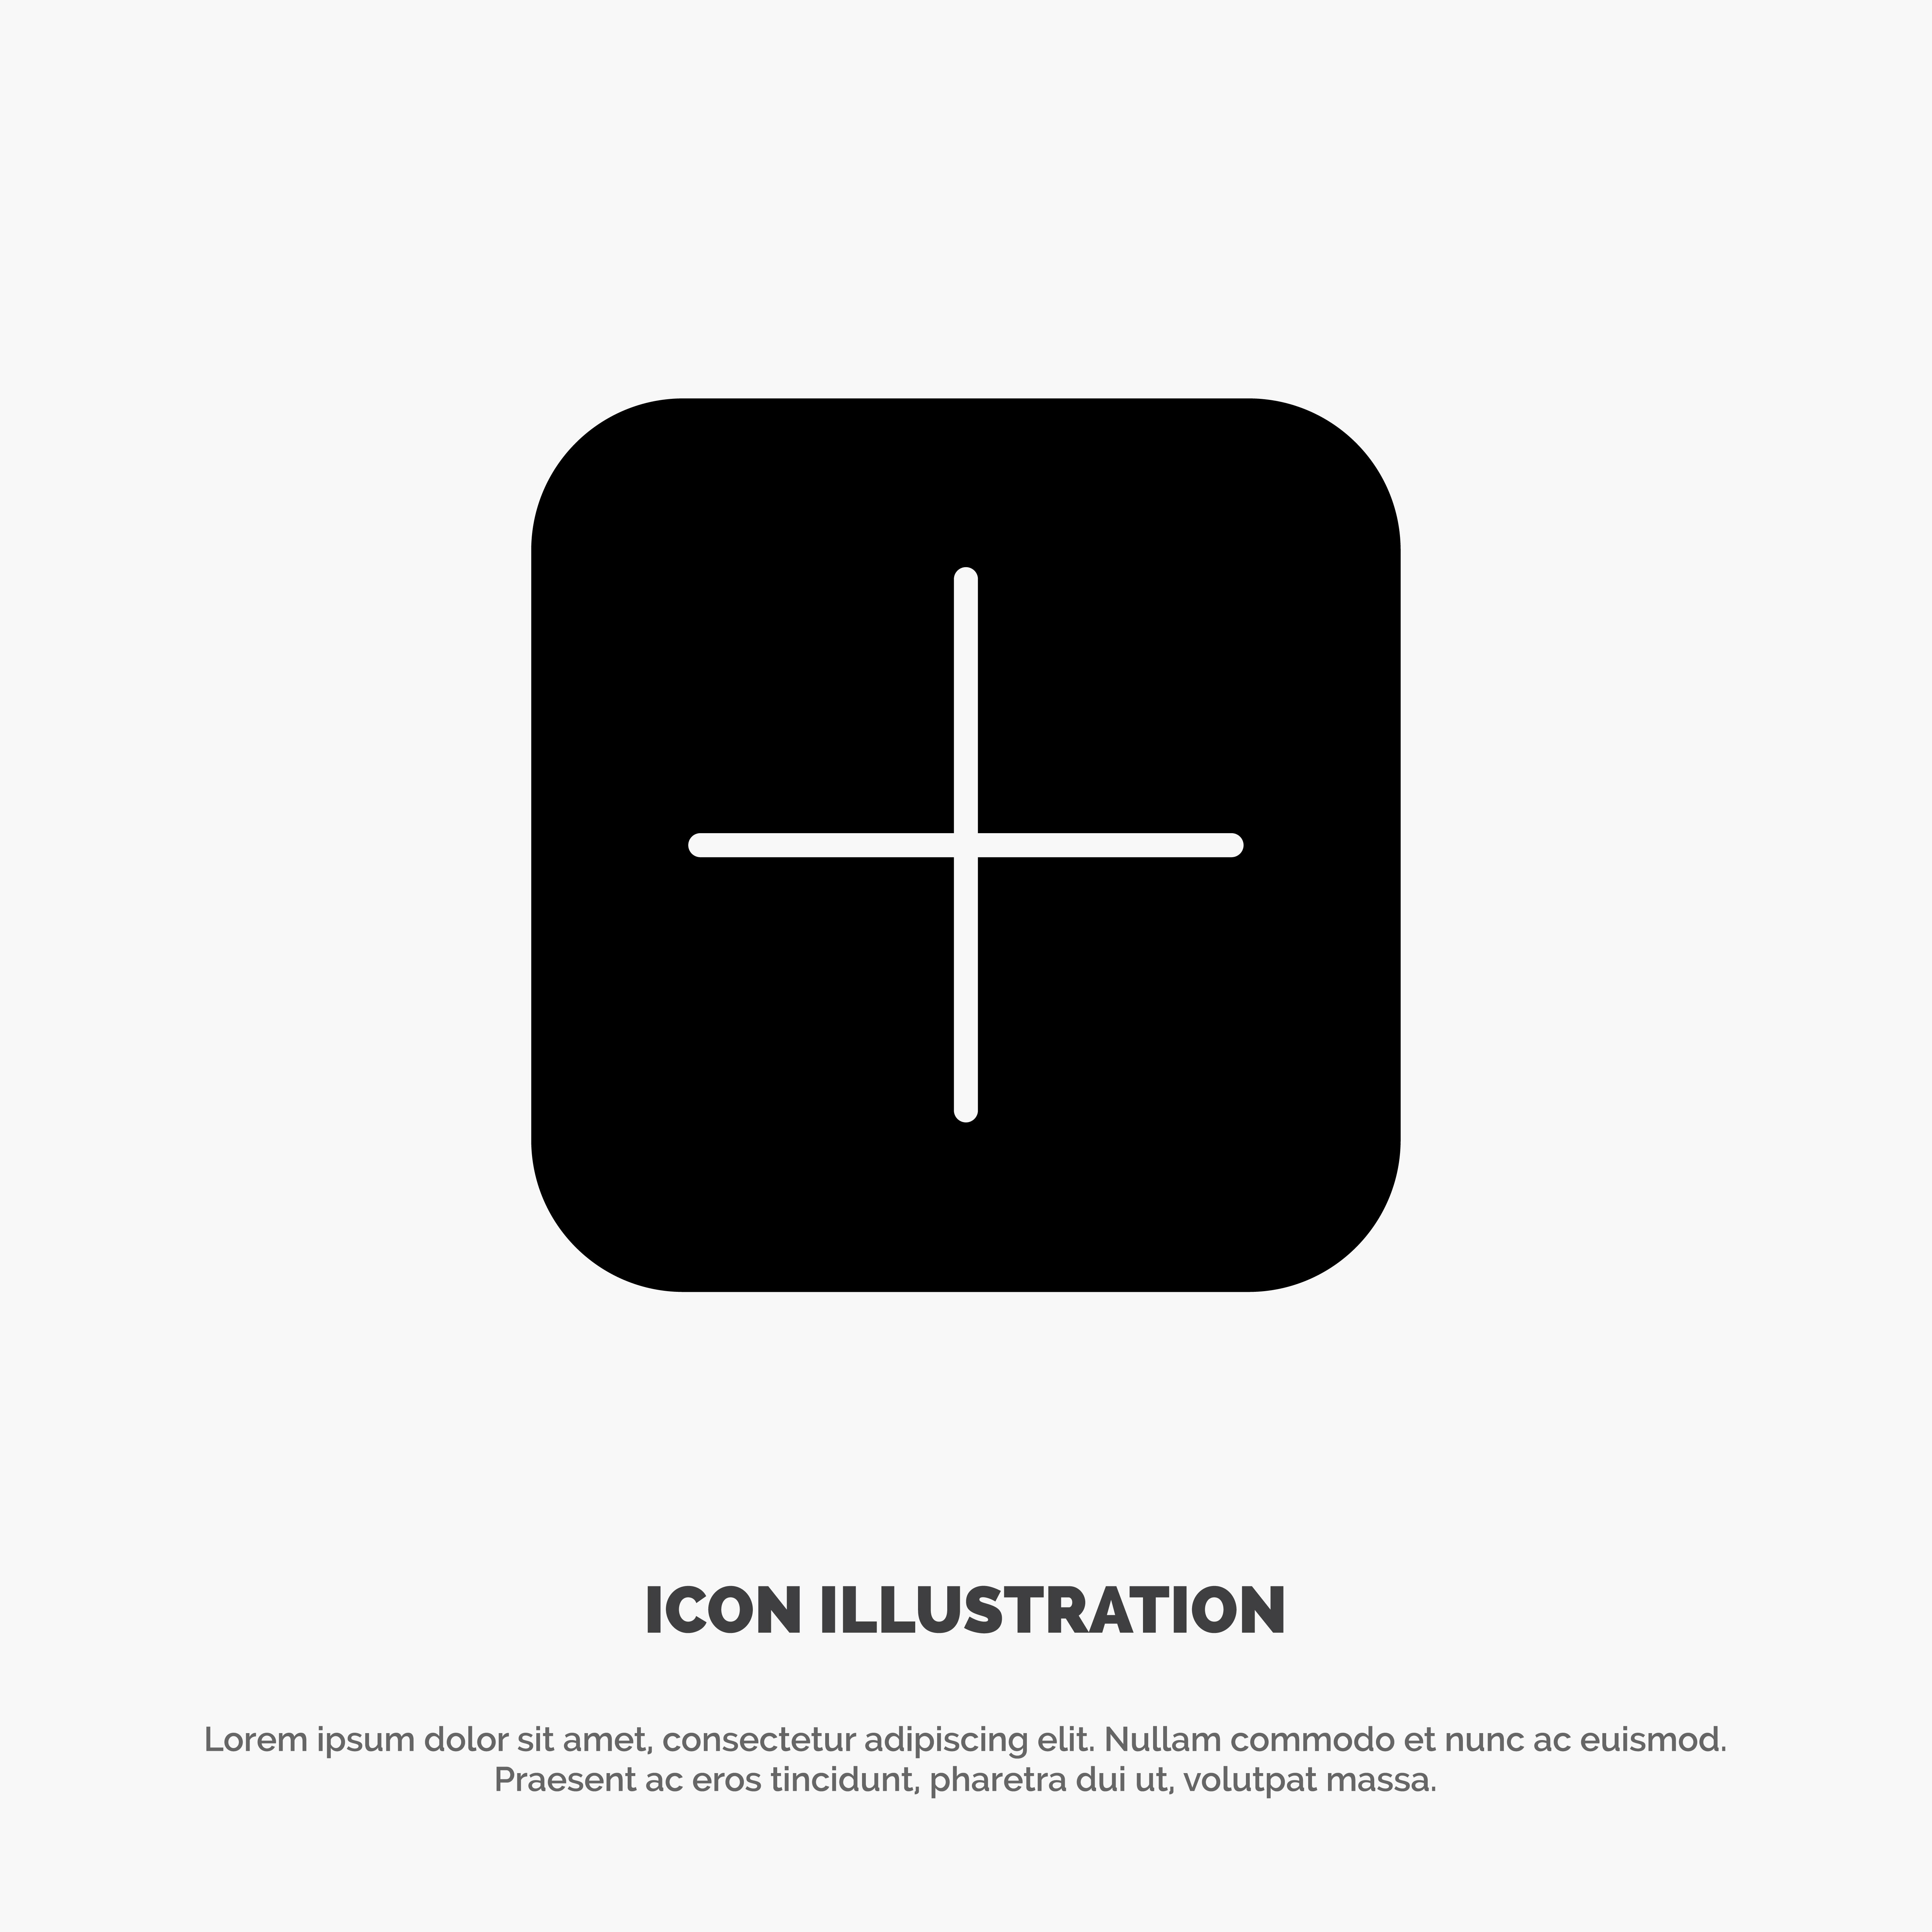 ICON ILLUSTRATION
Lorem ipsum dolor sit amet, consectetur adipiscing elit. Nullam commodo et nunc ac euismod.
Praesent ac eros tincidunt, pharetra dui ut, volutpat massa.